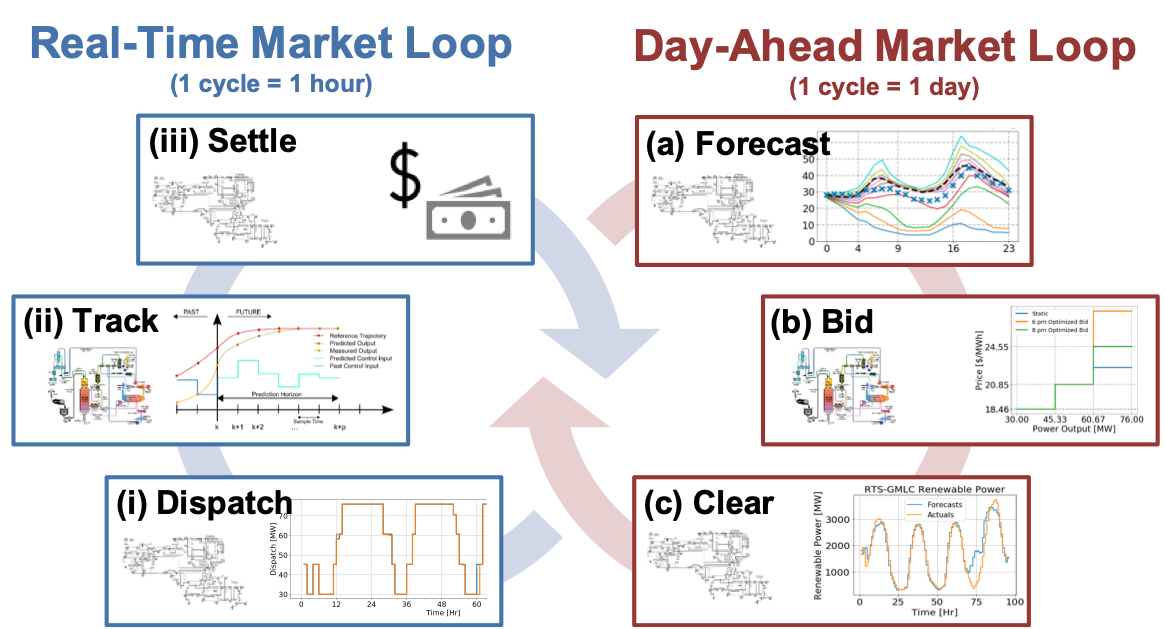 Real-Time Market Loop
(1 cycle = 1 hour)
Day-Ahead Market Loop
(1 cycle = 1 day)
(iii) Settle
$
(a) Forecast
50
40
30
20
10
0
0 4 9 16 23
(ii) Track
PAST
FUTURE
Reference Trajectory
Predicted Output
Measured Output
Predicted Control Input
Past Control Input
Prediction Horizon
Sample Time
k k+1 k+2 ... k+p
(b) Bid
Static
6 pm Optimized Bid
8 pm Optimized Bid
Price [$/MWh]
24.55
20.85
18.46
30.00 45.33 60.67 76.00
Power Output [MW]
(i) Dispatch
Dispatch [MW]
70
60
50
40
30
0 12 24 36 48 60
Time [Hr]
(c) Clear
RTS-GMLC Renewable Power
Forecasts
Actuals
Renewable Power [MW]
3000
2000
1000
0 25 50 75 100
Time [Hr]